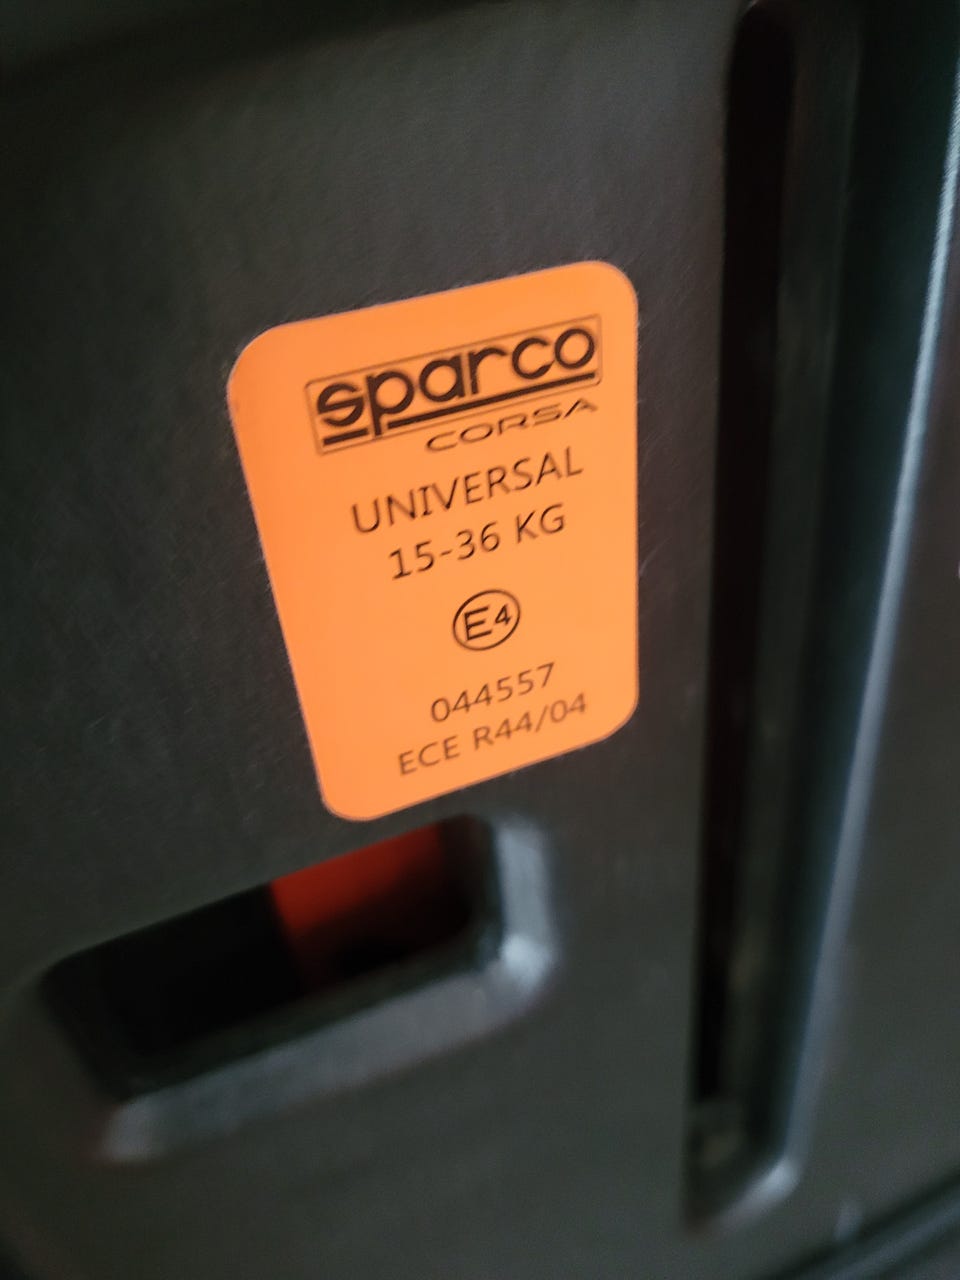 sparco
CORSA
UNIVERSAL
15-36 KG
E4
044557
ECE R44/04